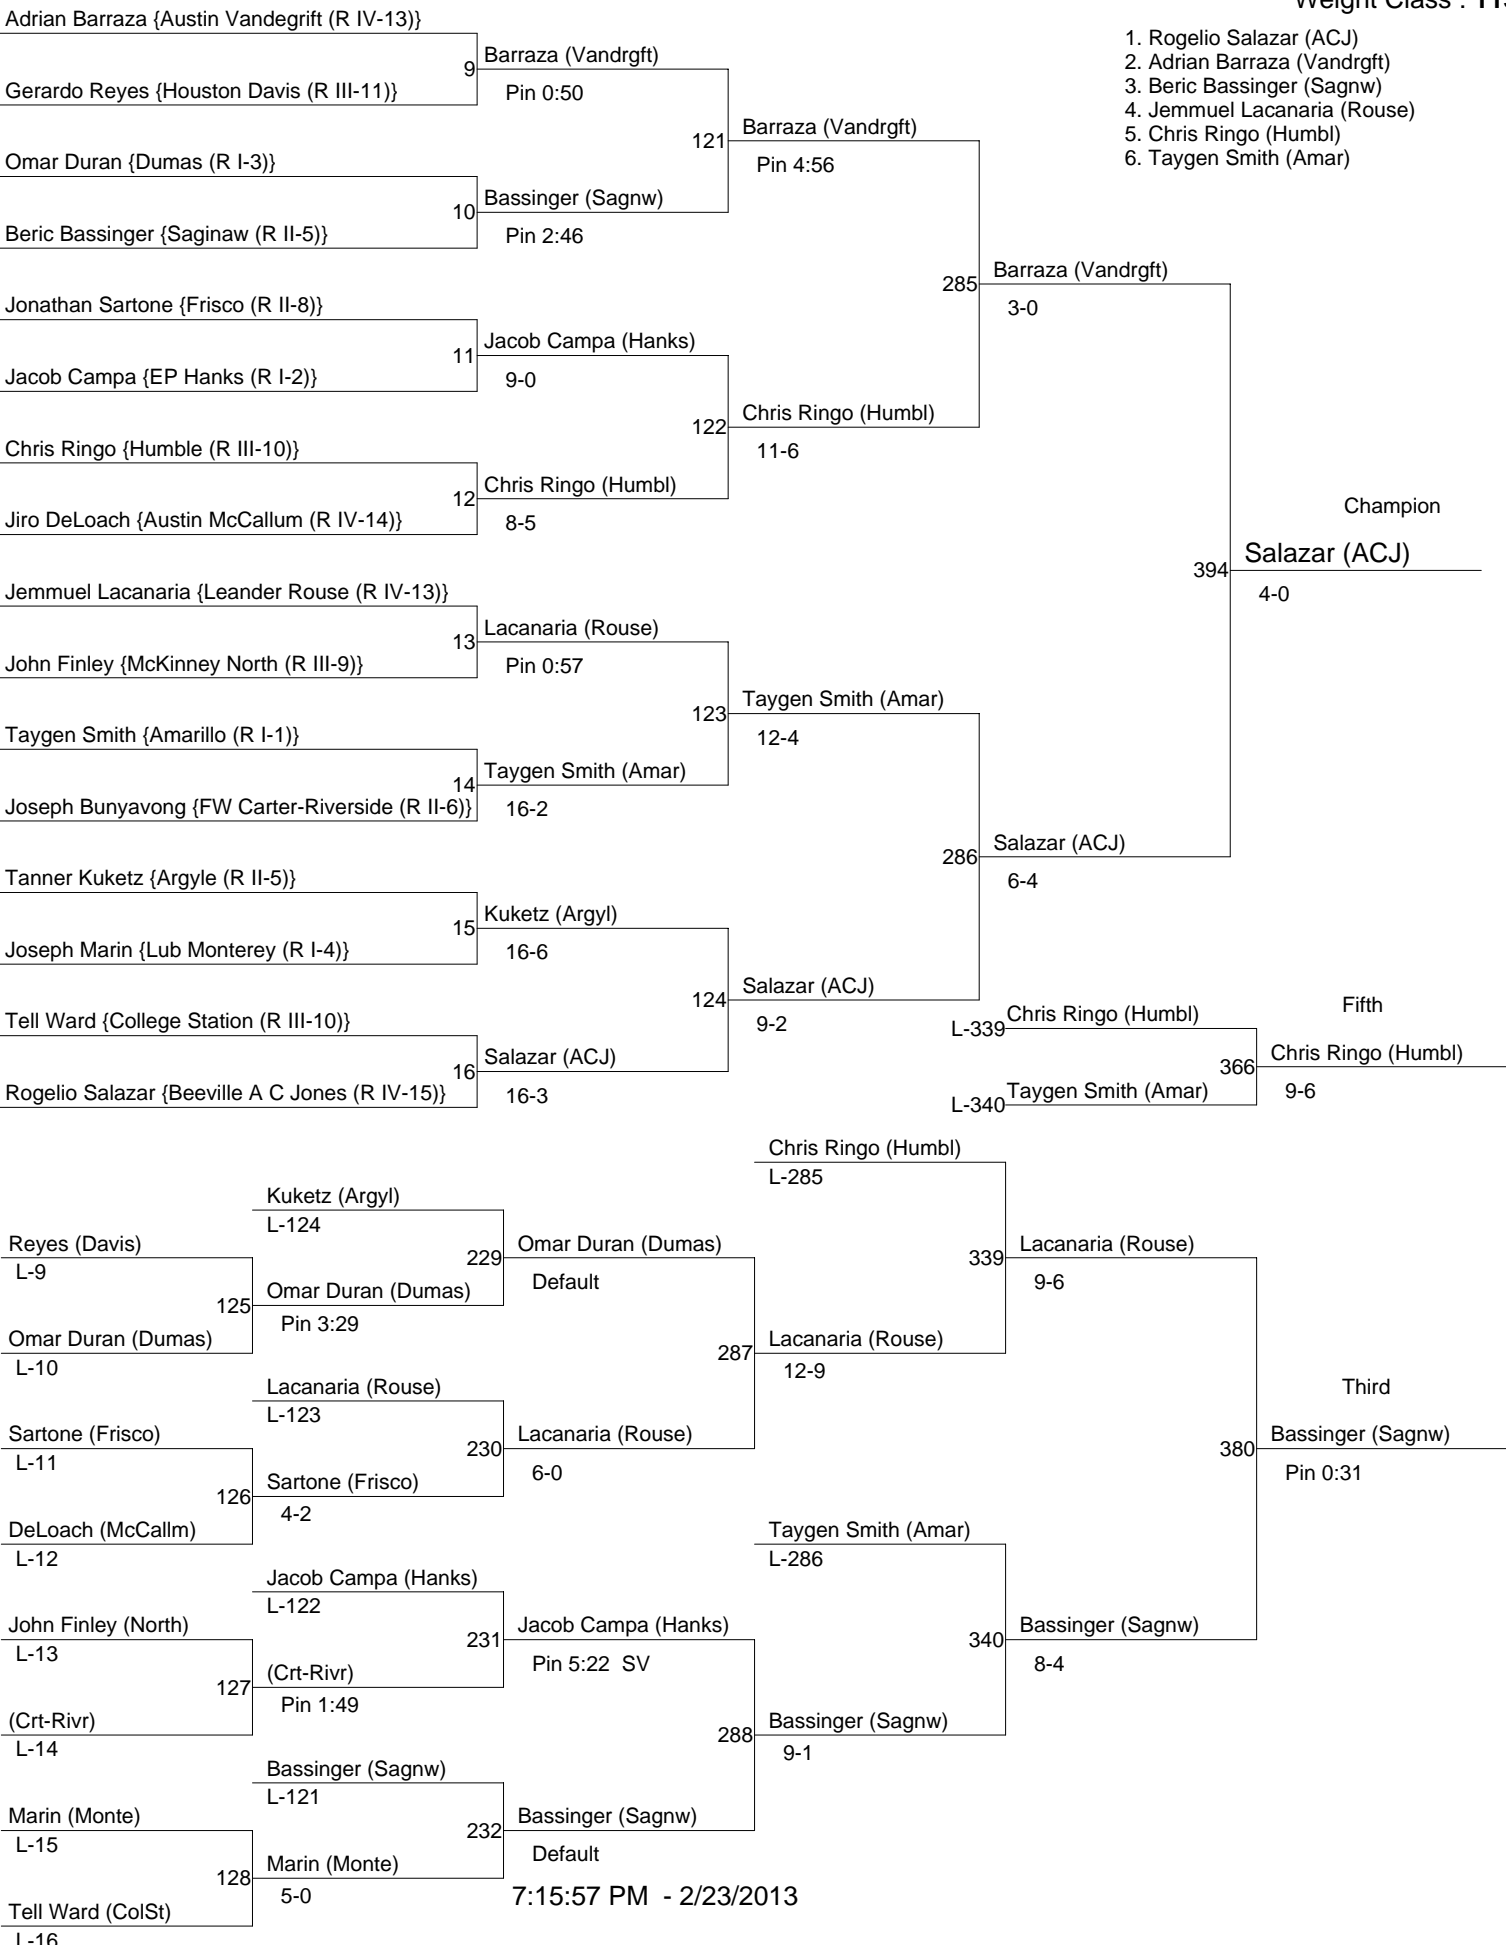 Weight Class :
1. Rogelio Salazar (ACJ)
2. Adrian Barraza (Vandrgft)
3. Beric Bassinger (Sagnw)
4. Jemmuel Lacanaria (Rouse)
5. Chris Ringo (Humbl)
6. Taygen Smith (Amar)
Adrian Barraza {Austin Vandegrift (R IV-13)}
9
Gerardo Reyes {Houston Davis (R III-11)}
Omar Duran {Dumas (R I-3)}
10
Beric Bassinger {Saginaw (R II-5)}
Jonathan Sartone {Frisco (R II-8)}
11
Jacob Campa {EP Hanks (R I-2)}
Chris Ringo {Humble (R III-10)}
12
Jiro DeLoach {Austin McCallum (R IV-14)}
Jemmuel Lacanaria {Leander Rouse (R IV-13)}
13
John Finley {McKinney North (R III-9)}
Taygen Smith {Amarillo (R I-1)}
14
Joseph Bunyavong {FW Carter-Riverside (R II-6)}
Tanner Kuketz {Argyle (R II-5)}
15
Joseph Marin {Lub Monterey (R I-4)}
Tell Ward {College Station (R III-10)}
16
Rogelio Salazar {Beeville A C Jones (R IV-15)}
Barraza (Vandrgft)
Pin 0:50
121
Bassinger (Sagnw)
Pin 2:46
Jacob Campa (Hanks)
9-0
122
Chris Ringo (Humbl)
8-5
Lacanaria (Rouse)
Pin 0:57
123
Taygen Smith (Amar)
16-2
Kuketz (Argyl)
16-6
124
Salazar (ACJ)
16-3
Barraza (Vandrgft)
Pin 4:56
285
Chris Ringo (Humbl)
11-6
Taygen Smith (Amar)
12-4
286
Salazar (ACJ)
9-2
Barraza (Vandrgft)
3-0
394
Salazar (ACJ)
6-4
Champion
Salazar (ACJ)
4-0
L-339
Chris Ringo (Humbl)
366
L-340
Taygen Smith (Amar)
Fifth
Chris Ringo (Humbl)
9-6
Reyes (Davis)
L-9
125
Omar Duran (Dumas)
L-10
Sartone (Frisco)
L-11
126
DeLoach (McCallm)
L-12
John Finley (North)
L-13
127
(Crt-Rivr)
L-14
Marin (Monte)
L-15
128
Tell Ward (ColSt)
L-16
Kuketz (Argyl)
L-124
229
Omar Duran (Dumas)
Pin 3:29
Lacanaria (Rouse)
L-123
230
Sartone (Frisco)
4-2
Jacob Campa (Hanks)
L-122
231
(Crt-Rivr)
Pin 1:49
Bassinger (Sagnw)
L-121
232
Marin (Monte)
5-0
Omar Duran (Dumas)
Default
287
Lacanaria (Rouse)
6-0
Jacob Campa (Hanks)
Pin 5:22 SV
288
Bassinger (Sagnw)
Default
Chris Ringo (Humbl)
L-285
339
Lacanaria (Rouse)
12-9
Taygen Smith (Amar)
L-286
340
Bassinger (Sagnw)
9-1
Lacanaria (Rouse)
9-6
380
Bassinger (Sagnw)
8-4
Third
Bassinger (Sagnw)
Pin 0:31
7:15:57 PM - 2/23/2013